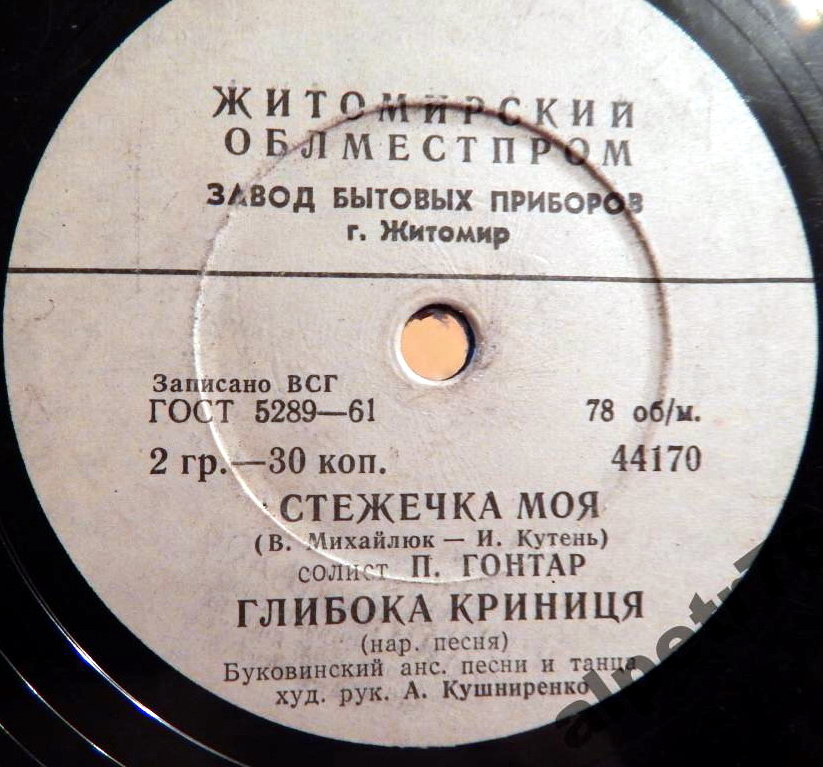 ЖИТОМИРСКИЙ
ОБЛМЕСТПРОМ
ЗАВОД БЫТОВЫХ ПРИБОРОВ
г. Житомир
Записано ВСГ
ГОСТ 5289—61 78 об/м.
2 гр.—30 коп. 44170
СТЕЖЕЧКА МОЯ
(В. Михайлюк — И. Кутень)
солист П. ГОНТАР
ГЛИБОКА КРИНИЦЯ
(нар. песня)
Буковинский анс. песни и танца
худ. рук. А. Кушниренко